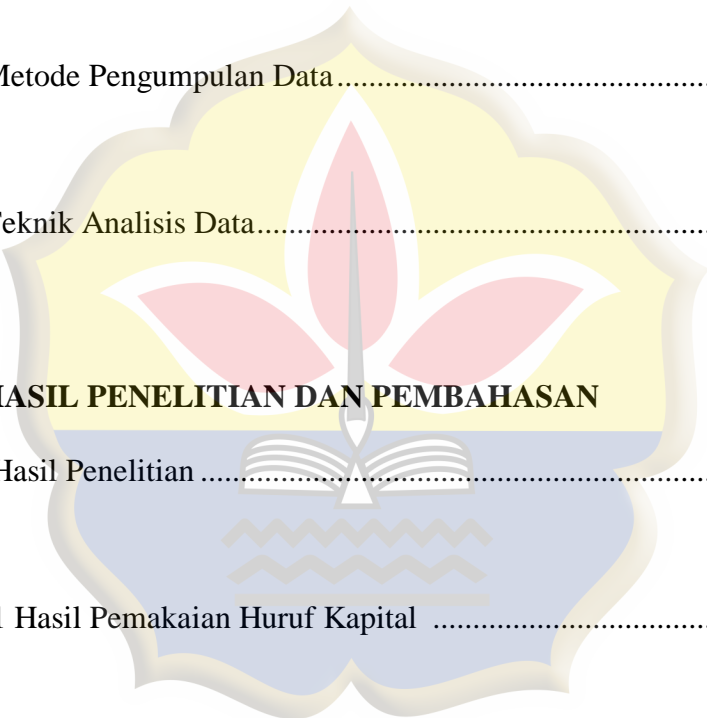 Metode Pengumpulan Data................................................
Teknik Analisis Data.........................................................
HASIL PENELITIAN DAN PEMBAHASAN
Hasil Penelitian ................................................................
1 Hasil Pemakaian Huruf Kapital ...................................